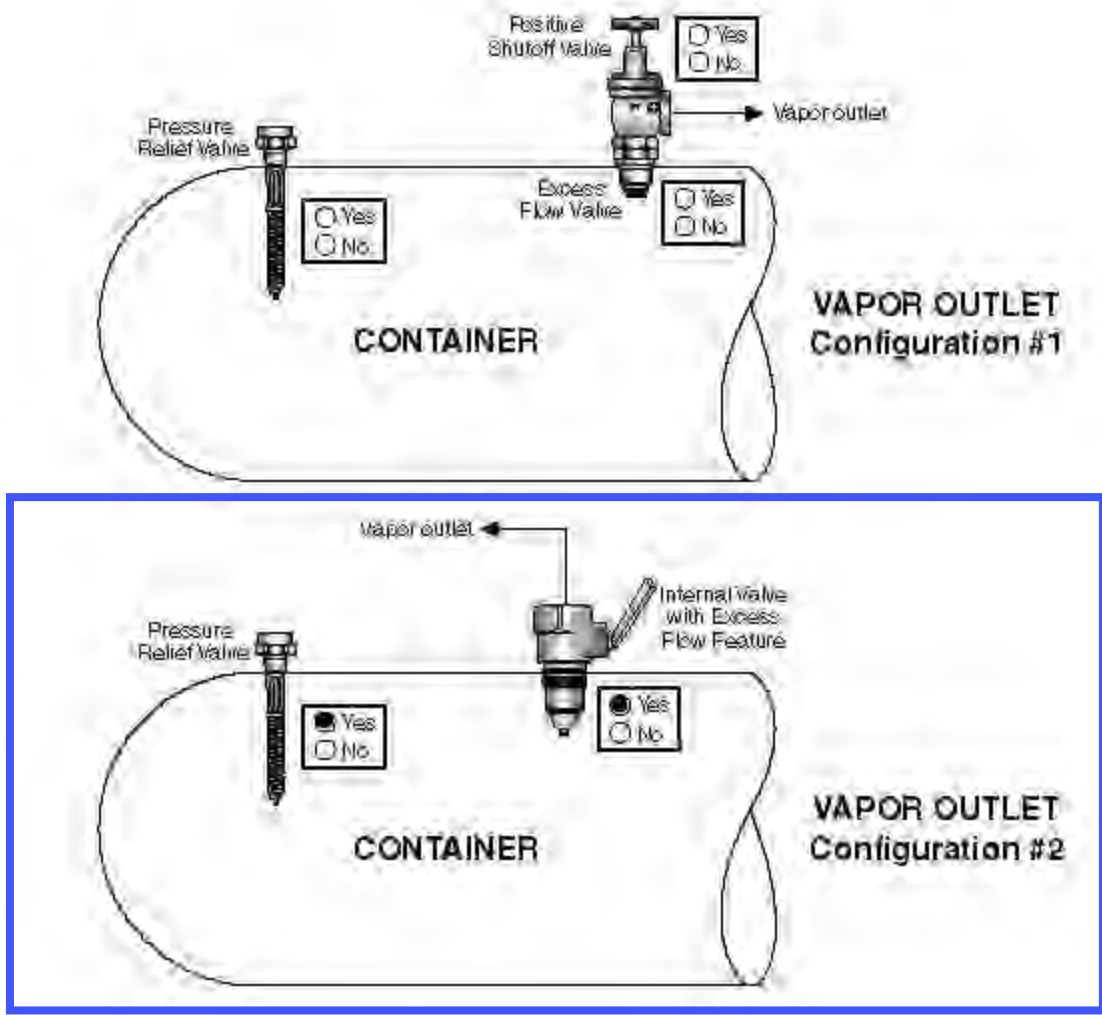 Positive
Shutoff Valve
Yes
No
Vapor outlet
Pressure
Relief Valve
Yes
No
Excess
Flow Valve
Yes
No
CONTAINER
VAPOR OUTLET
Configuration #1
Vapor outlet
Internal Valve
with Excess
Flow Feature
Pressure
Relief Valve
Yes
No
Yes
No
CONTAINER
VAPOR OUTLET
Configuration #2